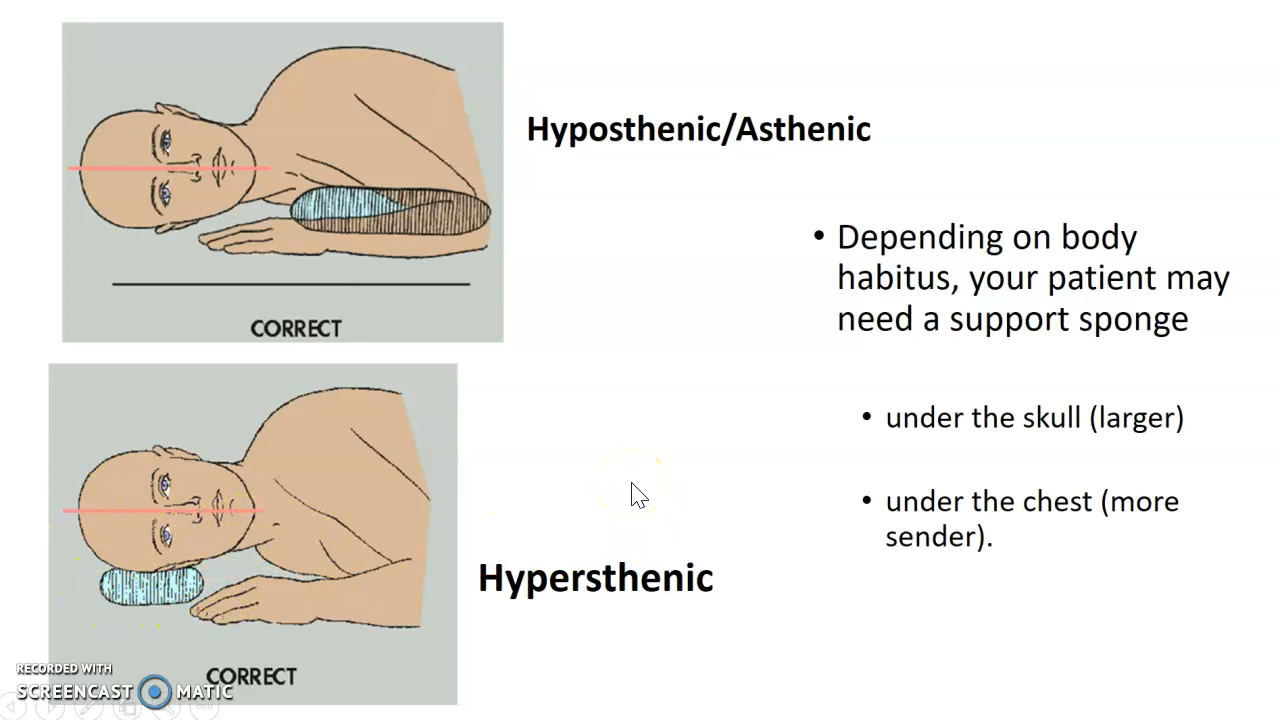 Hyposthenic/Asthenic
• Depending on body
habitus, your patient may
need a support sponge
• under the skull (larger)
• under the chest (more
sender).
CORRECT
Hypersthenic
CORRECT
RECORDED WITH
SCREENCAST MATIC